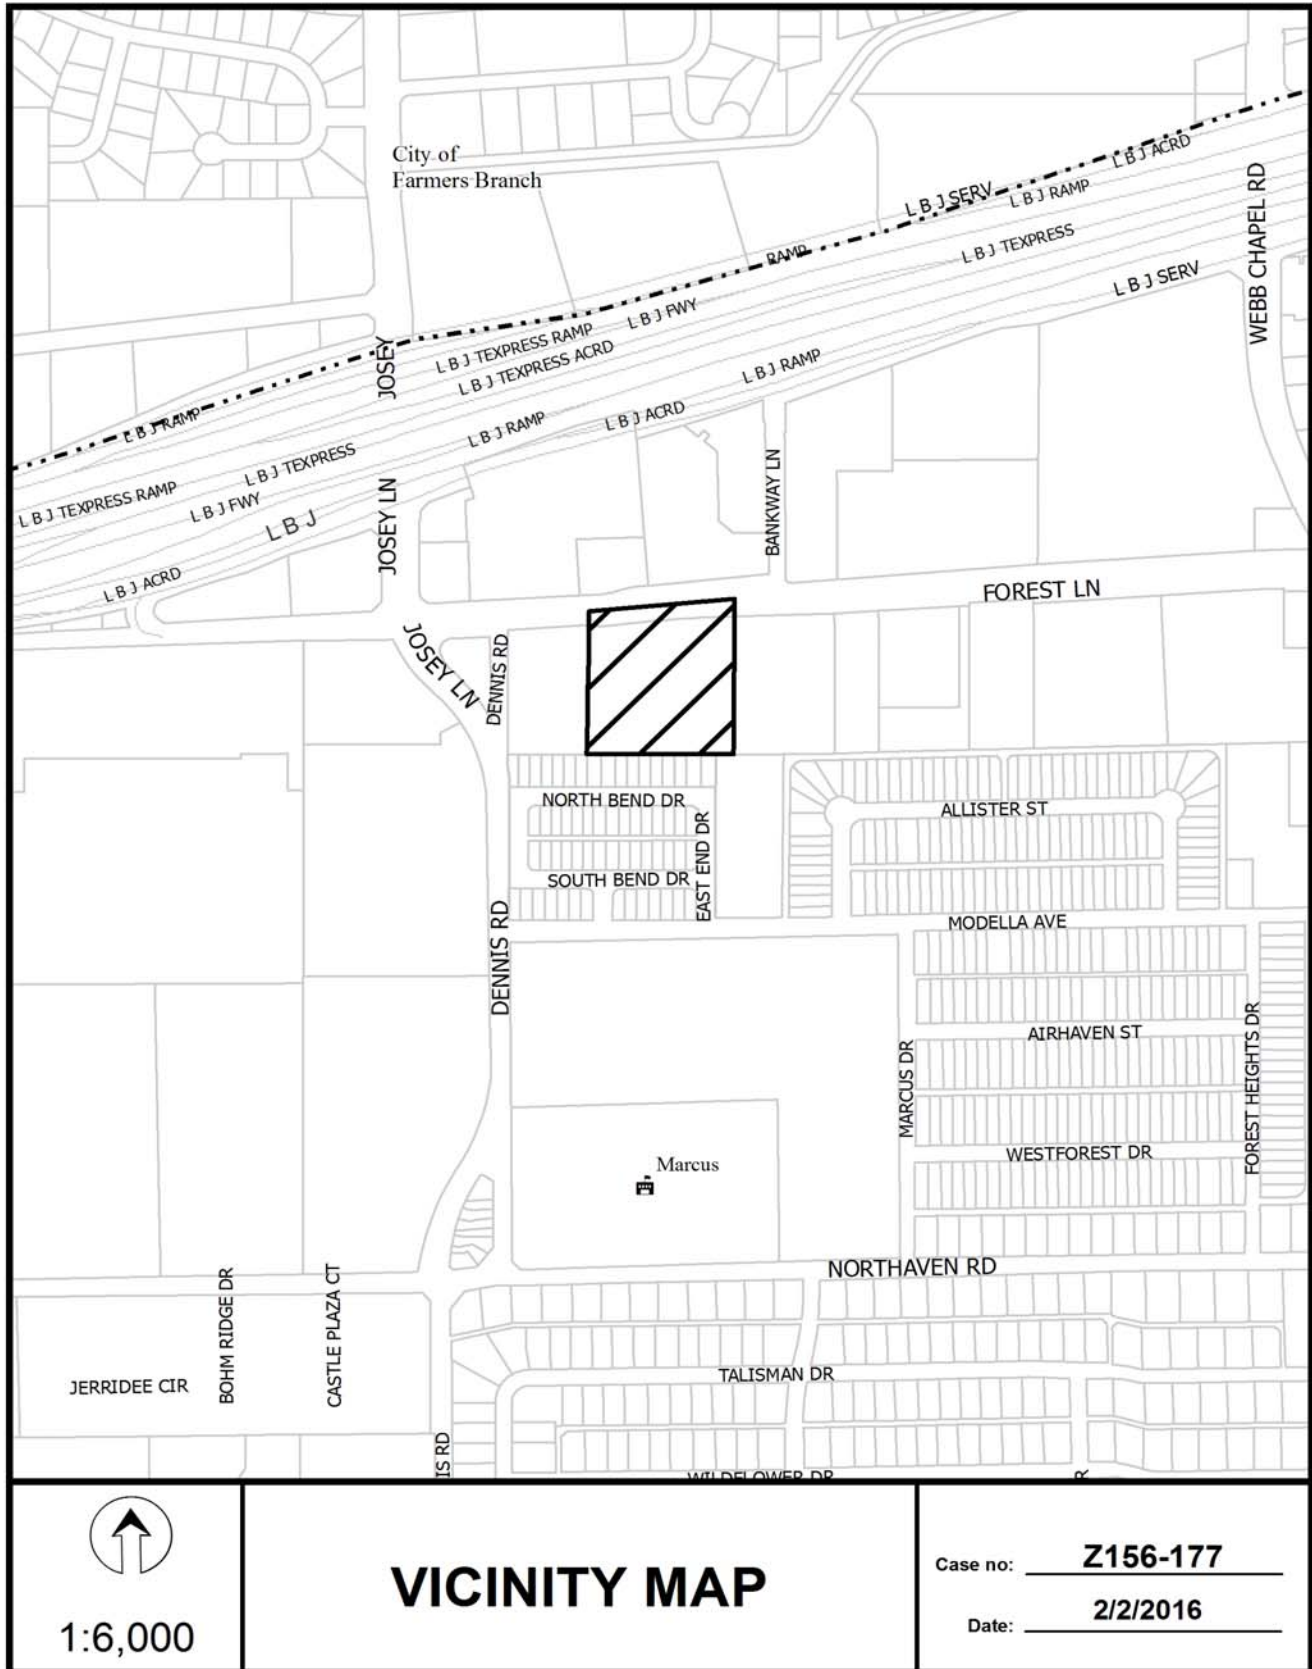 City of
Farmers Branch
L B J ACRD
L B J SERV
L B J RAMP
WEBB CHAPEL RD
RAMP
L B J TEXPRESS
L B J SERV
L B J FWY
L B J TEXPRESS RAMP
JOSEY
L B J TEXPRESS ACRD
L B J RAMP
L B J RAMP
L B J ACRD
L B J RAMP
L B J TEXPRESS
L B J TEXPRESS RAMP
L B J FWY
L B J
JOSEY LN
BANKWAY LN
L B J ACRD
FOREST LN
JOSEY LN
DENNIS RD
NORTH BEND DR
ALLISTER ST
EAST END DR
SOUTH BEND DR
MODELLA AVE
DENNIS RD
AIRHAVEN ST
MARCUS DR
FOREST HEIGHTS DR
WESTFOREST DR
Marcus
NORTHAVEN RD
BOHM RIDGE DR
CASTLE PLAZA CT
TALISMAN DR
JERRIDEE CIR
IS RD
WILDFLOWER DR
R
1:6,000
VICINITY MAP
Case no: Z156-177
Date: 2/2/2016